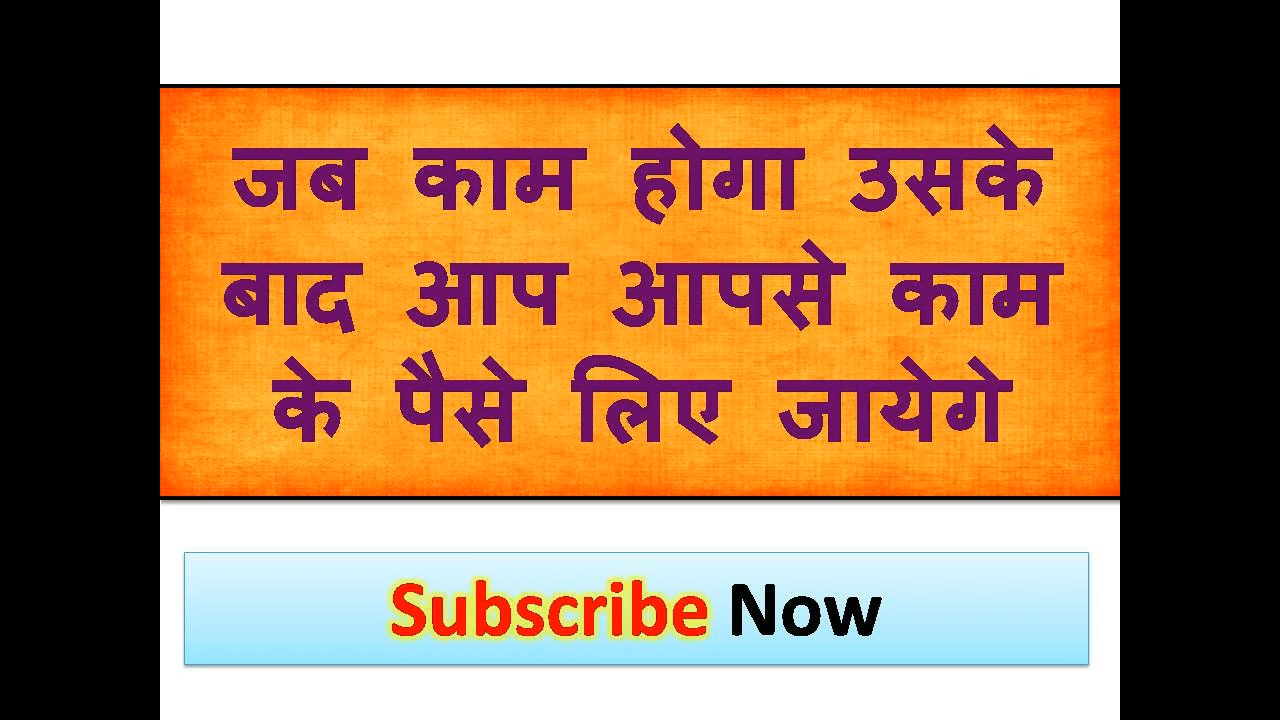 जब काम होगा उसके
बाद आप आपसे काम
के पैसे लिए जायेगे
Subscribe Now